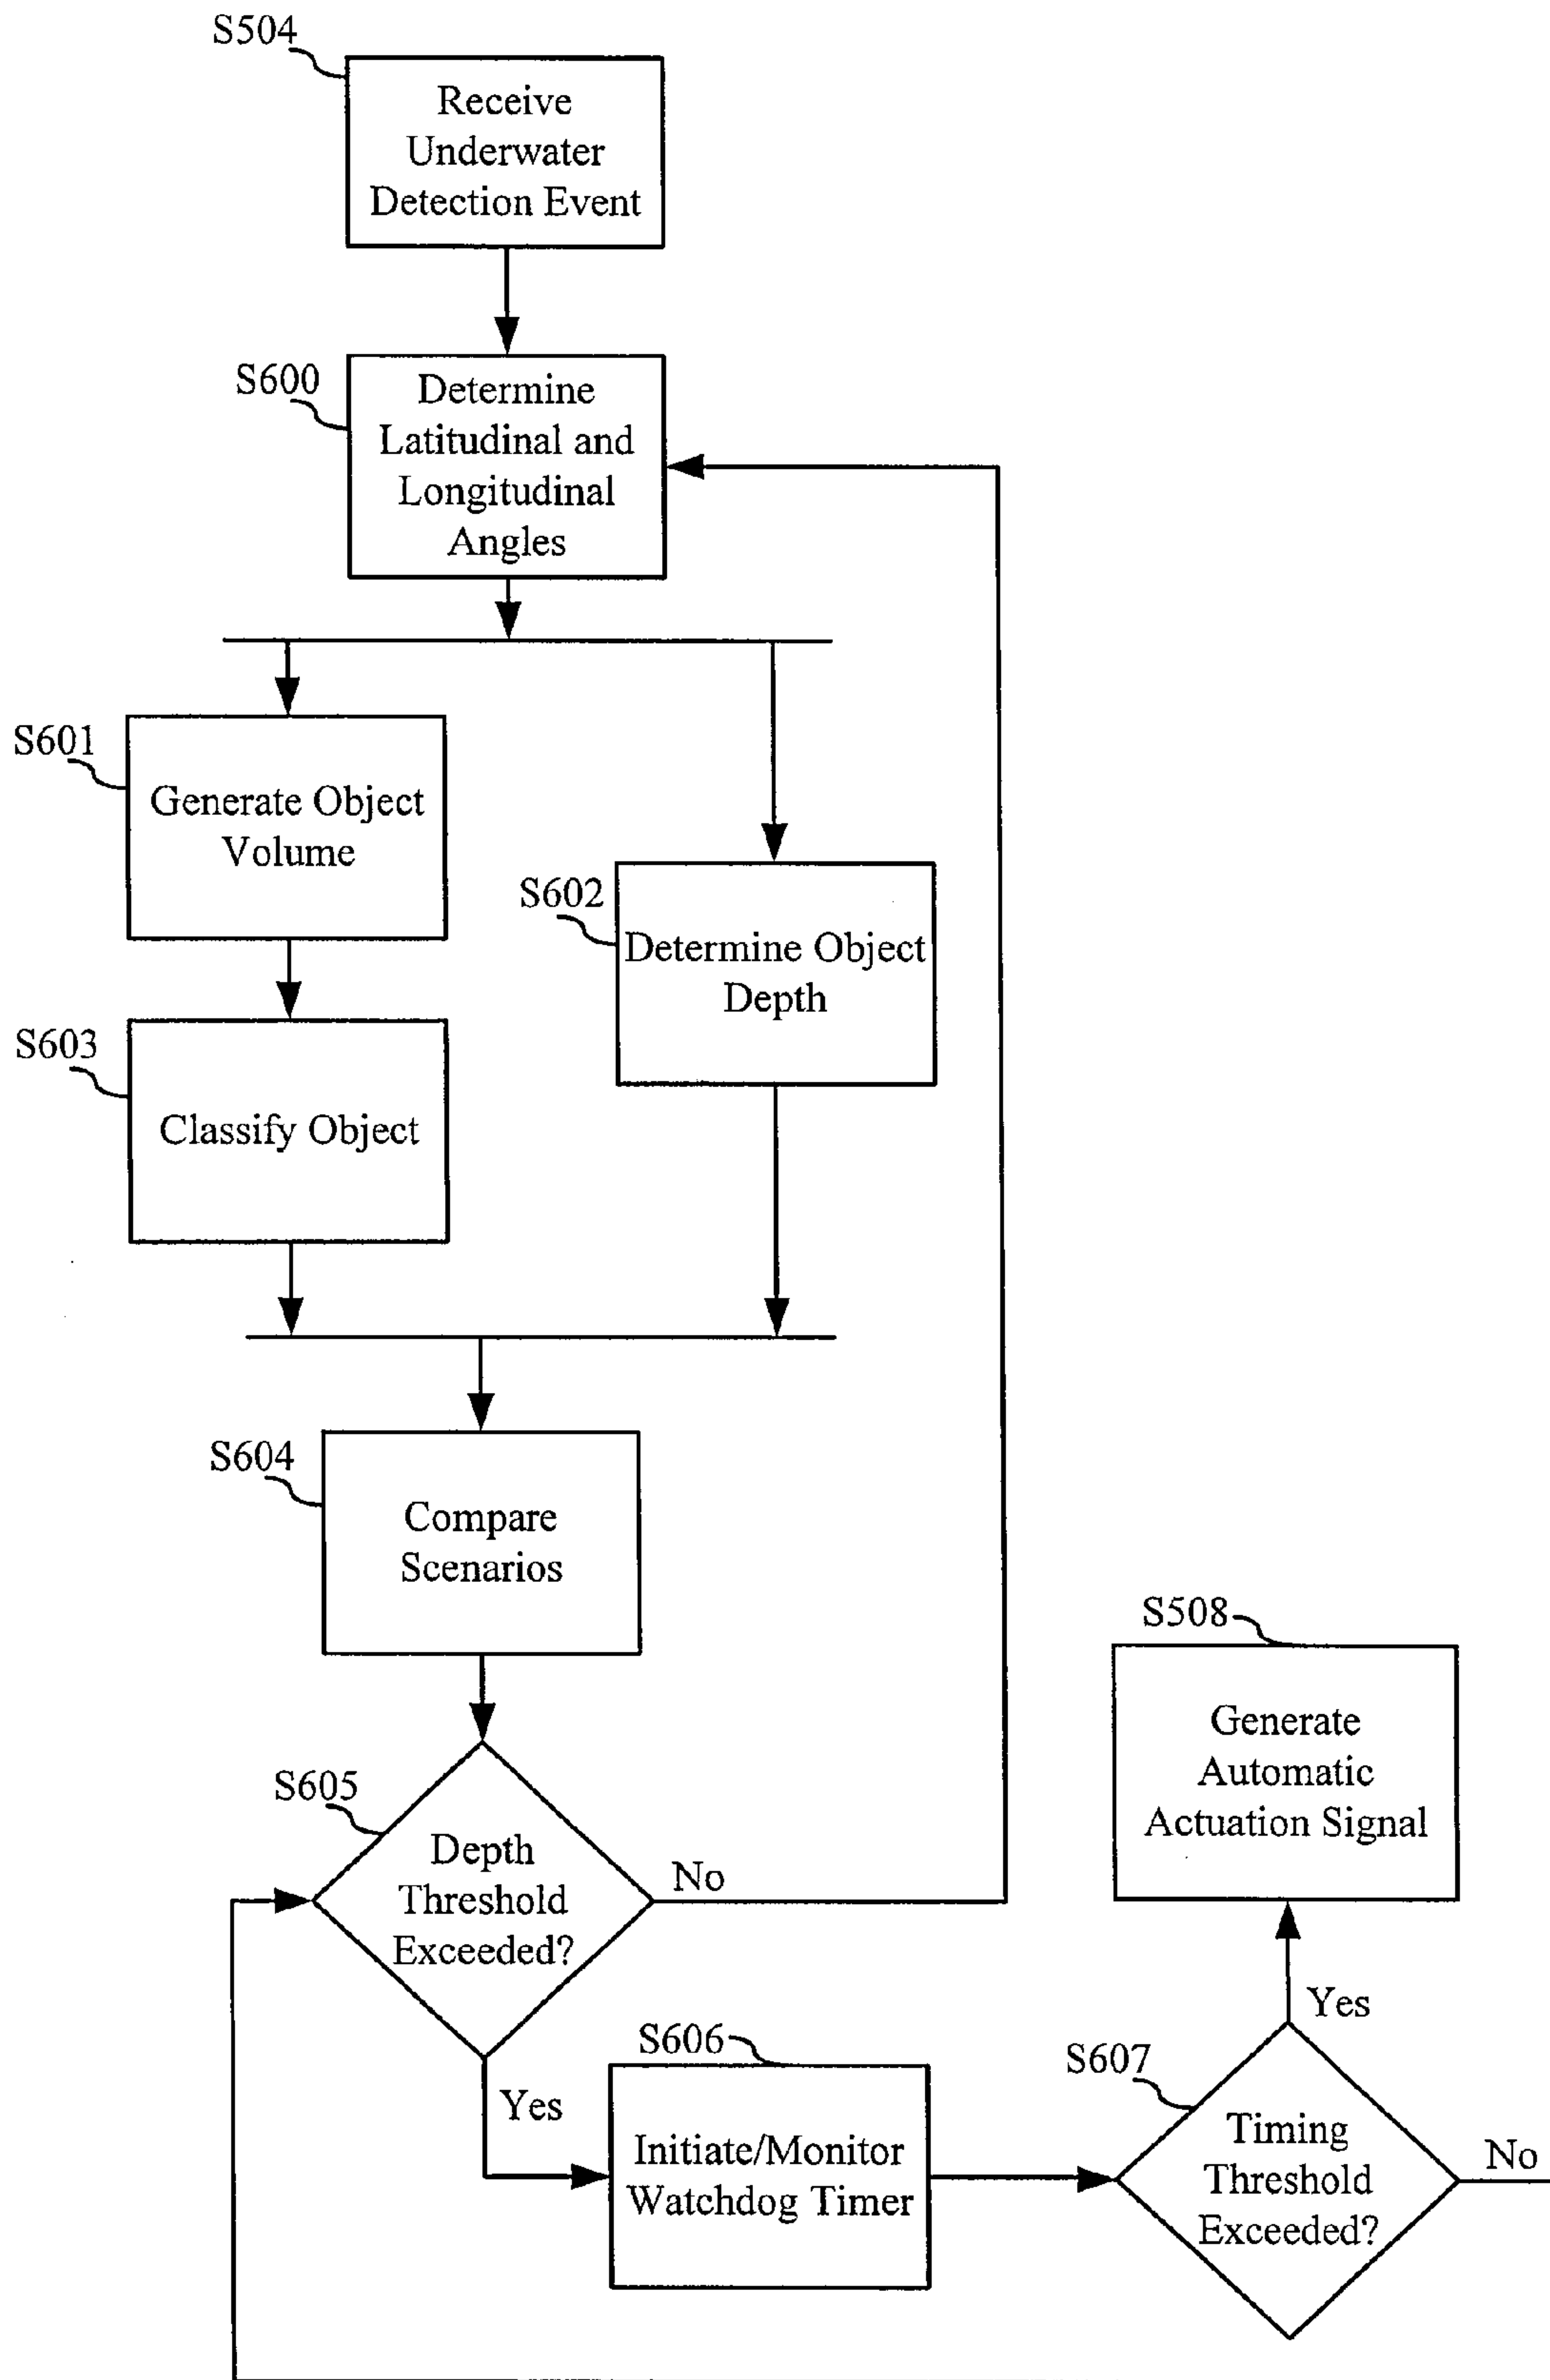 S504
Receive
Underwater
Detection Event
S600
Determine
Latitudinal and
Longitudinal
Angles
S601
Generate Object
Volume
S602
Determine Object
Depth
S603
Classify Object
S604
Compare
Scenarios
S605
Depth
Threshold
Exceeded?
No
Yes
S606
Initiate/Monitor
Watchdog Timer
S607
Timing
Threshold
Exceeded?
No
Yes
S508
Generate
Automatic
Actuation Signal